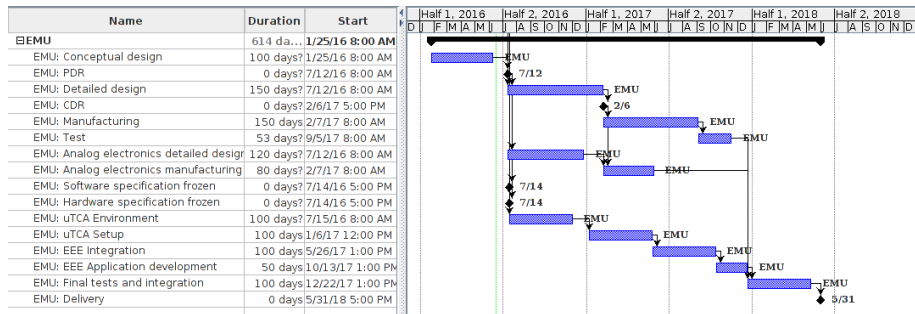 Name Duration Start Half 1, 2016 Half 2, 2016 Half 1, 2017 Half 2, 2017 Half 1, 2018 Half 2, 2018
D J F M A M J J A S O N D J F M A M J J A S O N D J F M A M J J A S O N
EMU 614 da... 1/25/16 8:00 AM
EMU: Conceptual design 100 days? 1/25/16 8:00 AM EMU
EMU: PDR 0 days? 7/12/16 8:00 AM 7/12
EMU: Detailed design 150 days? 7/12/16 8:00 AM EMU
EMU: CDR 0 days? 2/6/17 5:00 PM 2/6
EMU: Manufacturing 150 days 2/7/17 8:00 AM EMU
EMU: Test 53 days? 9/5/17 8:00 AM EMU
EMU: Analog electronics detailed desigr 120 days? 7/12/16 8:00 AM EMU
EMU: Analog electronics manufacturing 80 days? 2/7/17 8:00 AM EMU
EMU: Software specification frozen 0 days? 7/14/16 5:00 PM 7/14
EMU: Hardware specification frozen 0 days? 7/14/16 5:00 PM 7/14
EMU: uTCA Environment 100 days? 7/15/16 8:00 AM EMU
EMU: uTCA Setup 100 days 1/6/17 12:00 PM EMU
EMU: EEE Integration 100 days 5/26/17 1:00 PM EMU
EMU: EEE Application development 50 days 10/13/17 1:00 PM EMU
EMU: Final tests and integration 100 days 12/22/17 1:00 PM EMU
EMU: Delivery 0 days 5/31/18 5:00 PM 5/31